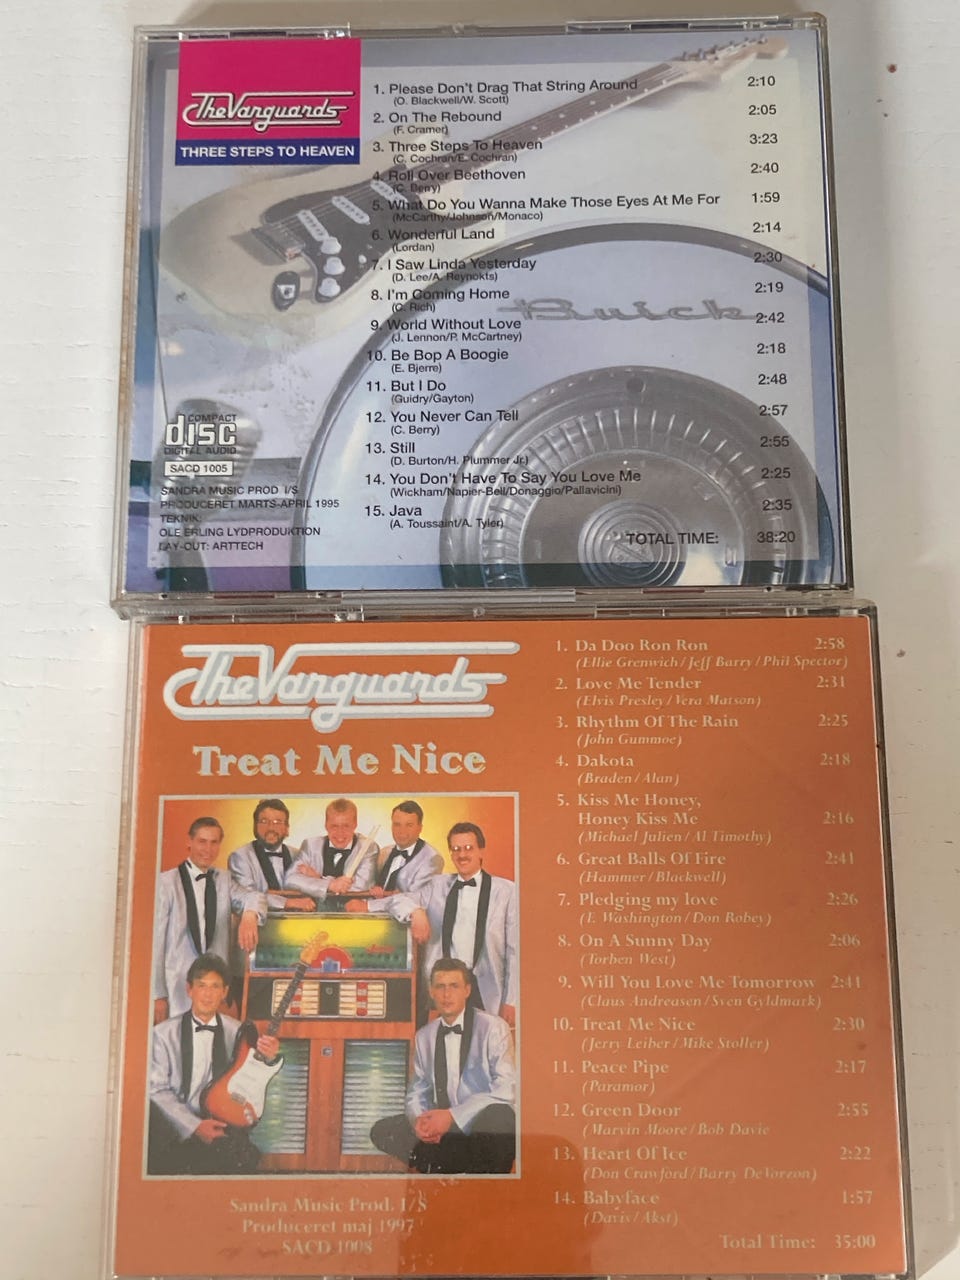 The Vanguards
THREE STEPS TO HEAVEN
1. Please Don't Drag That String Around 2:10
(O. Blackwell/W. Scott)
2. On The Rebound 2:05
(F. Cramer)
3. Three Steps To Heaven 3:23
(C. Cochran/E. Cochran)
4. Roll Over Beethoven 2:40
(C. Berry)
5. What Do You Wanna Make Those Eyes At Me For 1:59
(McCarthy/Johnson/Monaco)
6. Wonderful Land 2:14
(Lordan)
7. I Saw Linda Yesterday 2:30
(D. Lee/A. Reynokts)
8. I'm Coming Home 2:19
(C. Rich)
9. World Without Love 2:42
(J. Lennon/P. McCartney)
10. Be Bop A Boogie 2:18
(E. Bjerre)
11. But I Do 2:48
(Guidry/Gayton)
12. You Never Can Tell 2:57
(C. Berry)
13. Still 2:55
(D. Burton/H. Plummer Jr.)
14. You Don't Have To Say You Love Me 2:25
(Wickham/Napier-Bell/Donaggio/Pallavicini)
15. Java 2:35
(A. Toussaint/A. Tyler)
TOTAL TIME: 38:20
Buick
COMPACT
disc
DIGITAL AUDIO
SACD 1005
SANDRA MUSIC PROD I/S
PRODUCERET MARTS-APRIL 1995
TEKNIK:
OLE ERLING LYDPRODUKTION
LAY-OUT: ARTTECH
The Vanguards
Treat Me Nice
1. Da Doo Ron Ron 2:58
(Ellie Grenwich/Jeff Barry/Phil Spector)
2. Love Me Tender 2:31
(Elvis Presley/Vera Matson)
3. Rhythm Of The Rain 2:25
(John Gummoe)
4. Dakota 2:18
(Braden/Alan)
5. Kiss Me Honey,
Honey Kiss Me 2:16
(Michael Julien/Al Timothy)
6. Great Balls Of Fire 2:41
(Hammer/Blackwell)
7. Pledging my love 2:26
(F. Washington/Don Robey)
8. On A Sunny Day 2:06
(Torben West)
9. Will You Love Me Tomorrow 2:41
(Claus Andreasen/Sven Gyldmark)
10. Treat Me Nice 2:30
(Jerry Leiber/Mike Stoller)
11. Peace Pipe 2:17
(Paramor)
12. Green Door 2:55
(Marvin Moore/Bob Davie
13. Heart Of Ice 2:22
(Don Crawford/Barry DeVorzon)
14. Babyface 1:57
(Davis/Akst)
Total Time: 35:00
Sandra Music Prod. I/S
Produceret maj 1997
SACD 1008